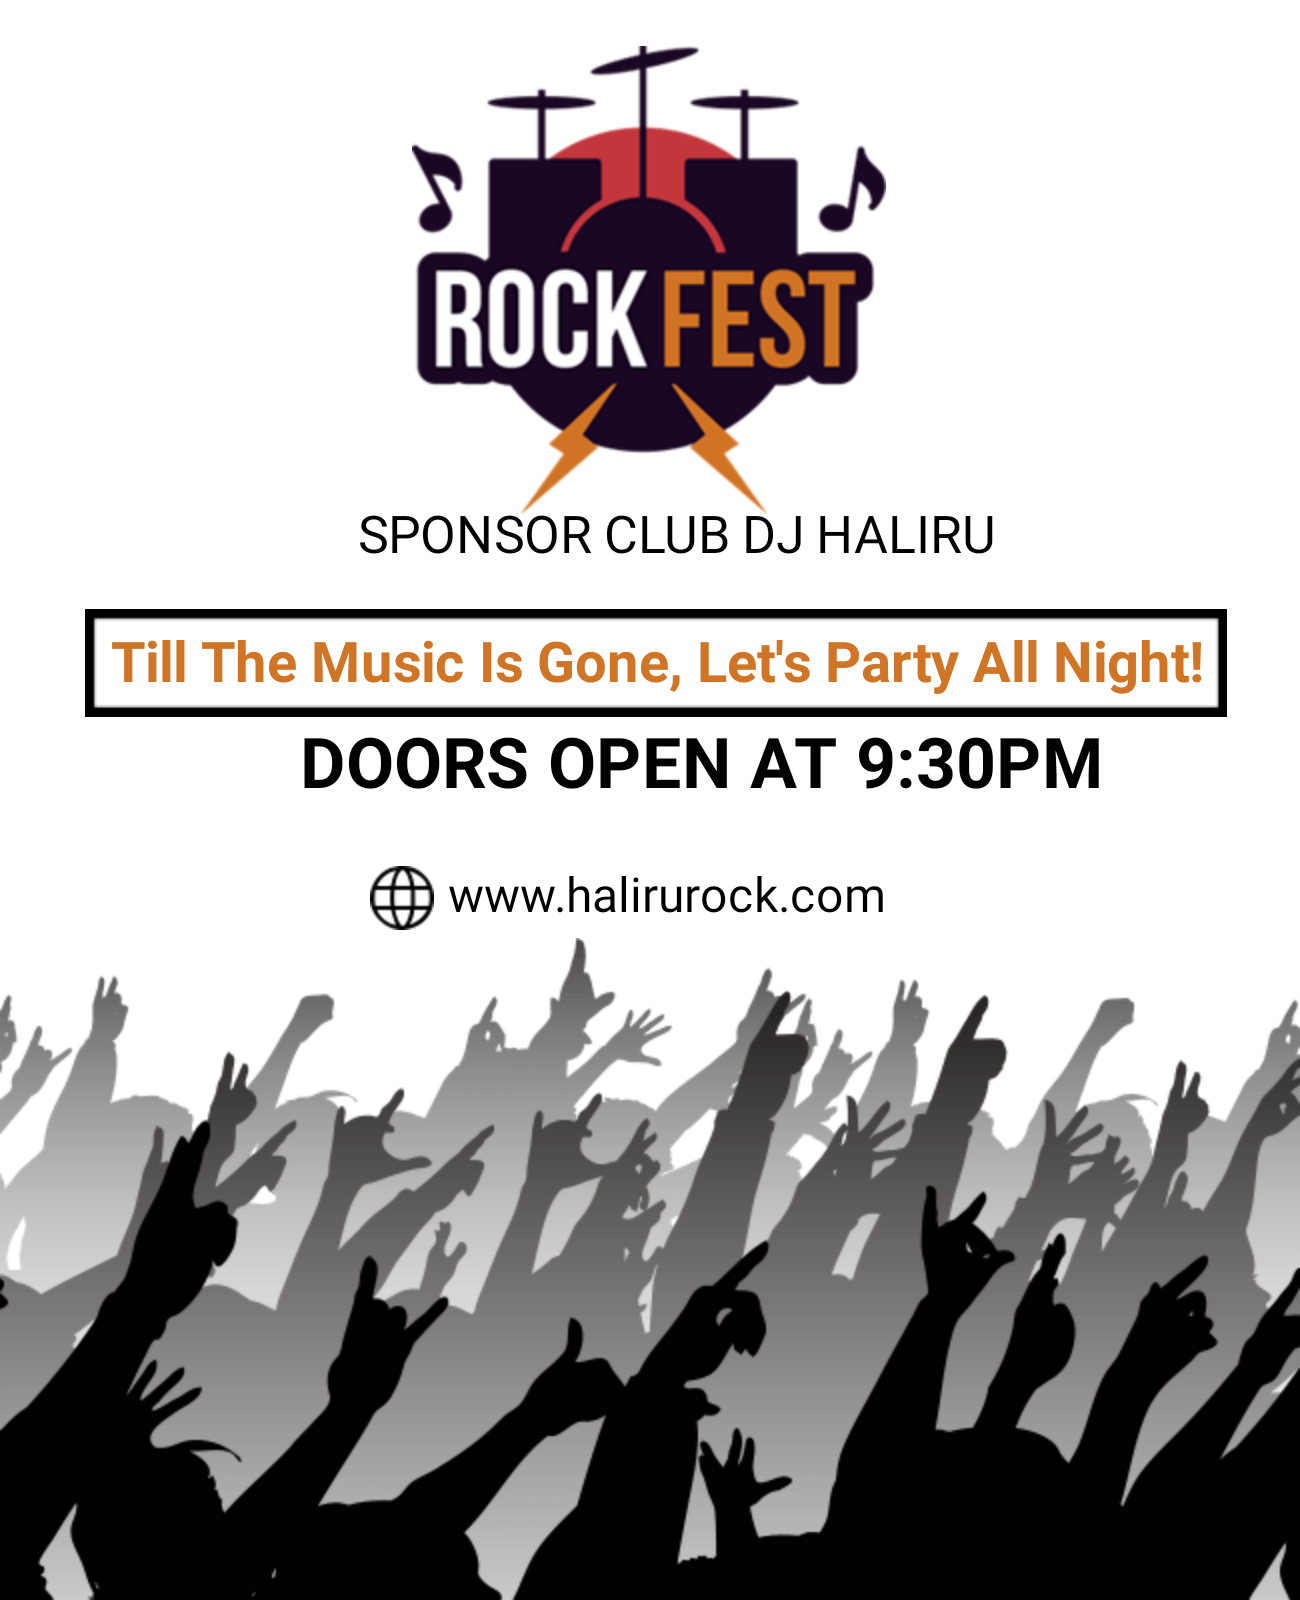 ROCK FEST
SPONSOR CLUB DJ HALIRU
Till The Music Is Gone, Let's Party All Night!
DOORS OPEN AT 9:30PM
www.halirurock.com